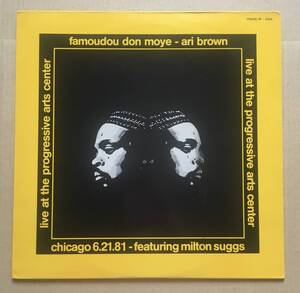 famoudou don moye - ari brown
live at the progressive arts center
live at the progressive arts center
chicago 6.21.81 - featuring milton suggs